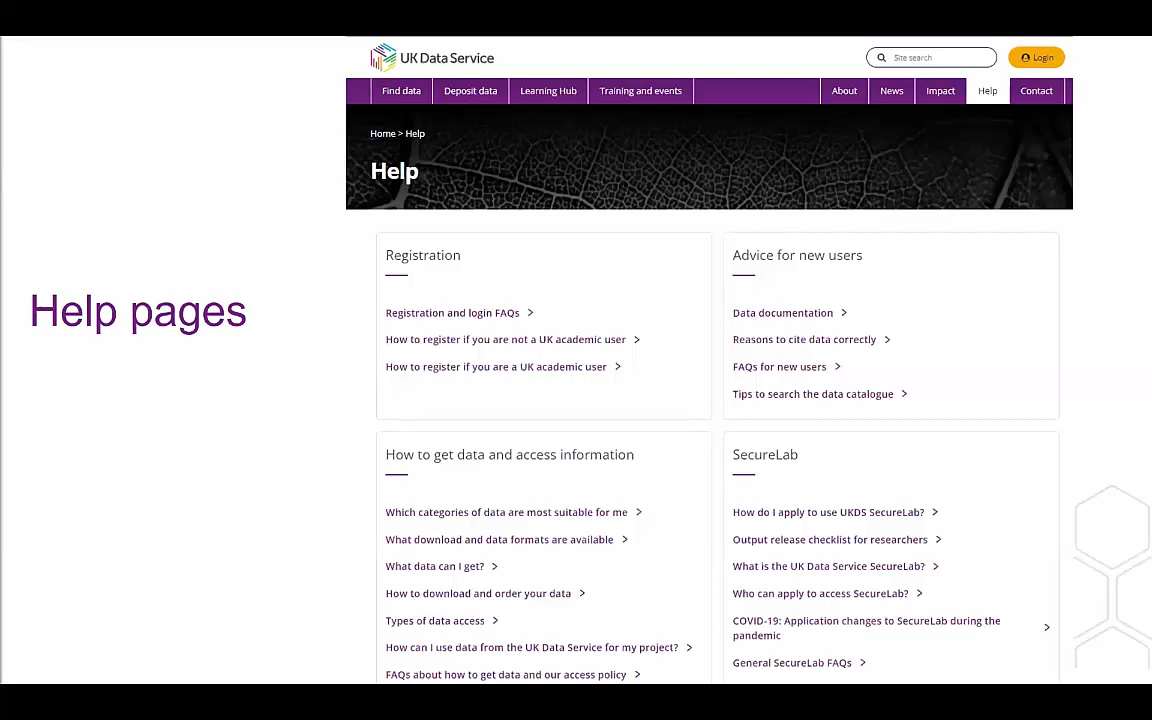 UK Data Service
Site search
Login
Find data
Deposit data
Learning Hub
Training and events
About
News
Impact
Help
Contact
Home > Help
Help
Help pages
Registration
Registration and login FAQs >
How to register if you are not a UK academic user >
How to register if you are a UK academic user >
Advice for new users
Data documentation >
Reasons to cite data correctly >
FAQs for new users >
Tips to search the data catalogue >
How to get data and access information
Which categories of data are most suitable for me >
What download and data formats are available >
What data can I get? >
How to download and order your data >
Types of data access >
How can I use data from the UK Data Service for my project? >
FAQs about how to get data and our access policy >
SecureLab
How do I apply to use UKDS SecureLab? >
Output release checklist for researchers >
What is the UK Data Service SecureLab? >
Who can apply to access SecureLab? >
COVID-19: Application changes to SecureLab during the
pandemic >
General SecureLab FAQs >